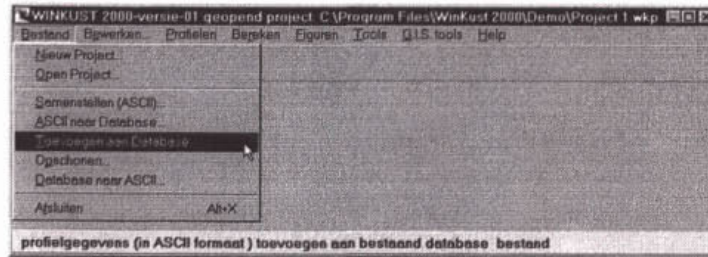 WINKUST 2000-versie-01 geopend project C:\Program Files\WinKust 2000\Demo\Project 1 wkp
Bestand Bewerken... Profielen Bereken Figuren Tools G.I.S. tools Help
Nieuw Project...
Open Project...
Samenstellen (ASCII)...
ASCII naar Database...
Toevoegen aan Database...
Opschonen...
Database naar ASCII...
Afsluiten Alt+X
profielgegevens (in ASCII formaat ) toevoegen aan bestaand database bestand